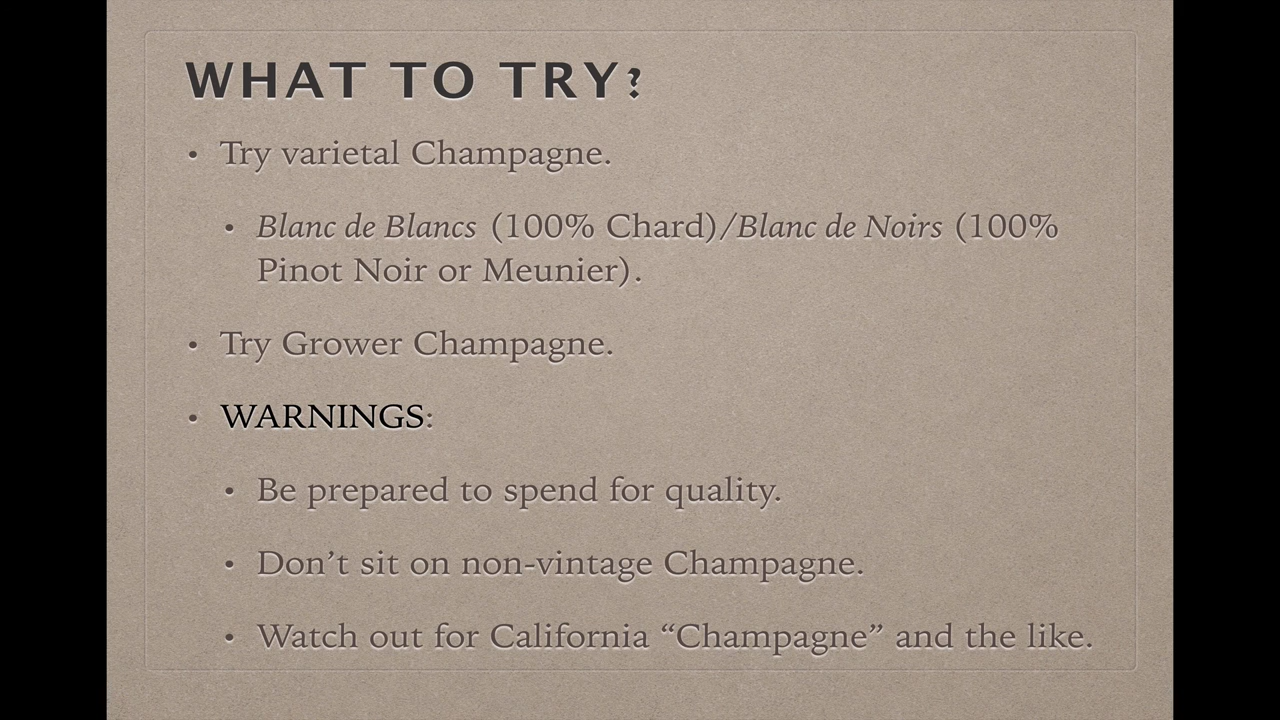 WHAT TO TRY?
• Try varietal Champagne.
• Blanc de Blancs (100% Chard)/Blanc de Noirs (100%
Pinot Noir or Meunier).
• Try Grower Champagne.
• WARNINGS:
• Be prepared to spend for quality.
• Don’t sit on non-vintage Champagne.
• Watch out for California “Champagne” and the like.